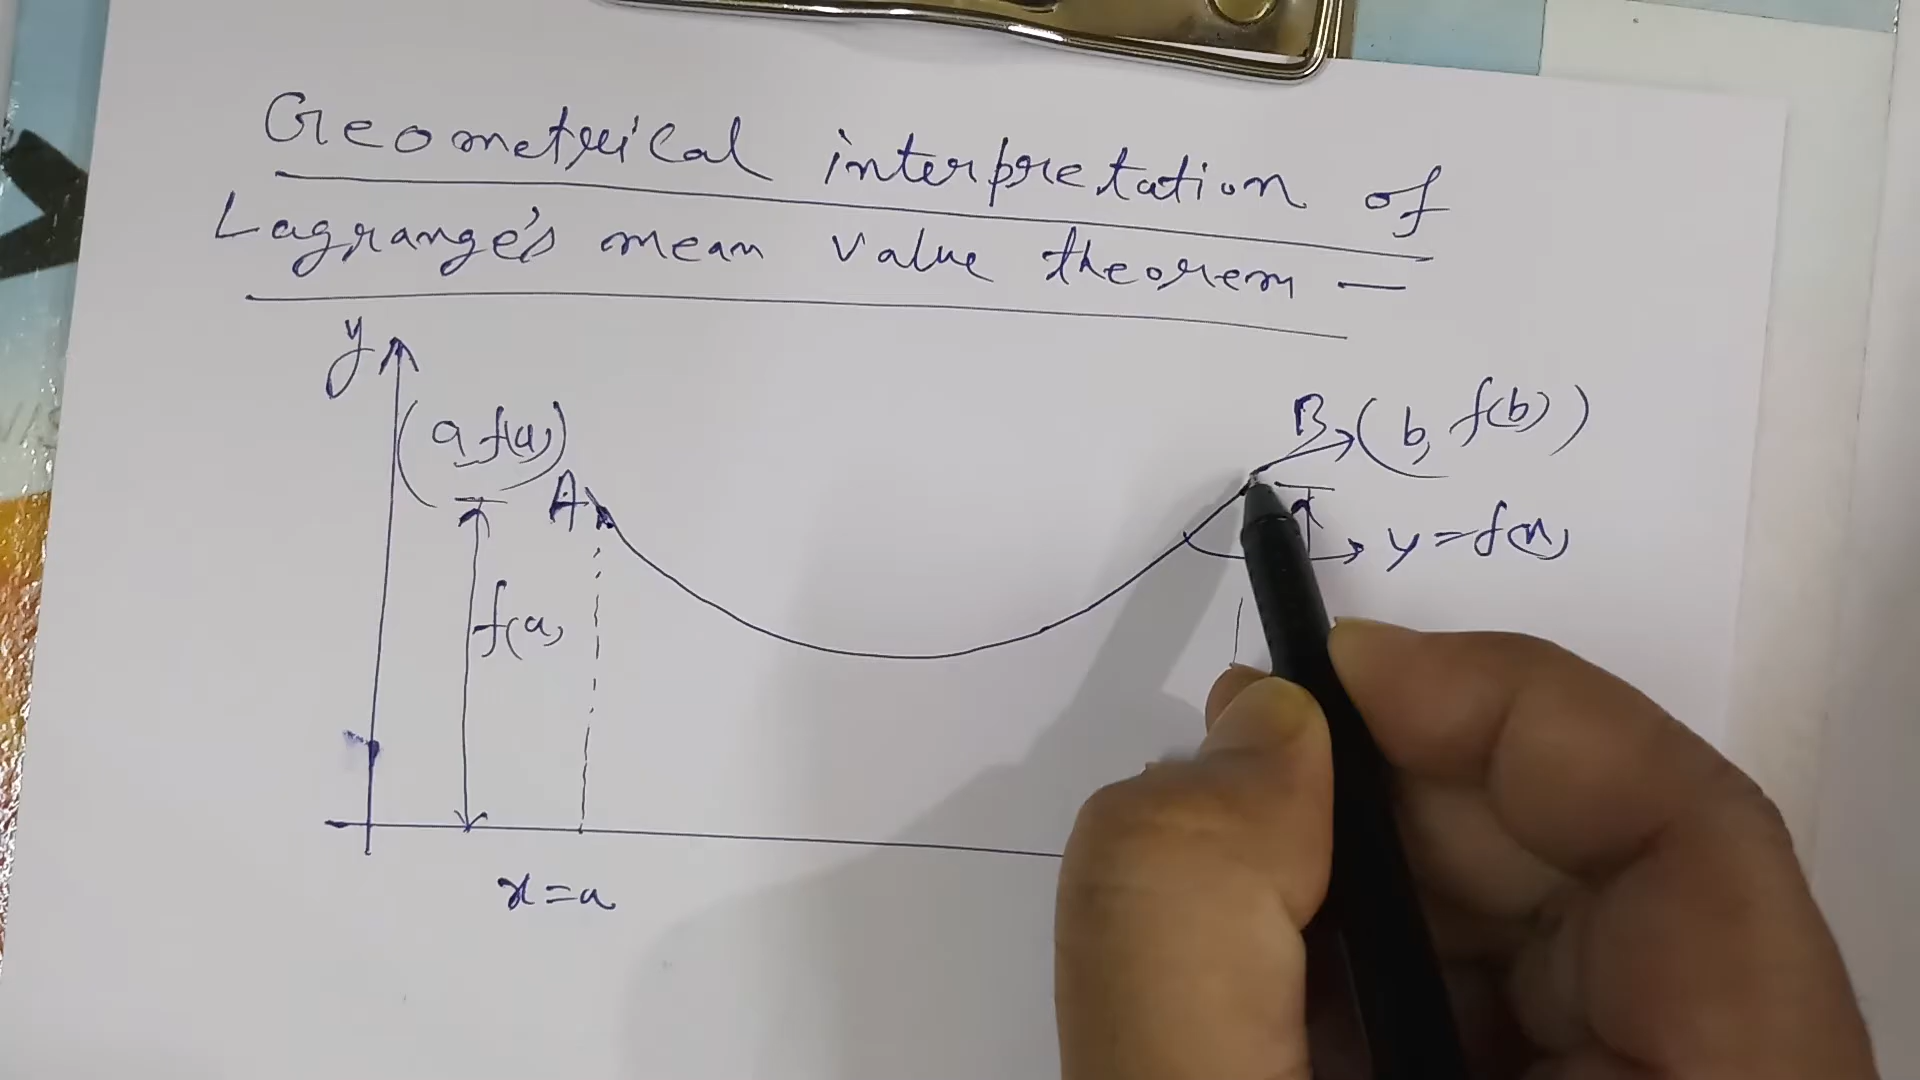 Geometrical interpretation of
Lagrange's mean value theorem —
y
(a, f(a))
B (b, f(b))
A
y = f(x)
f(a)
x = a